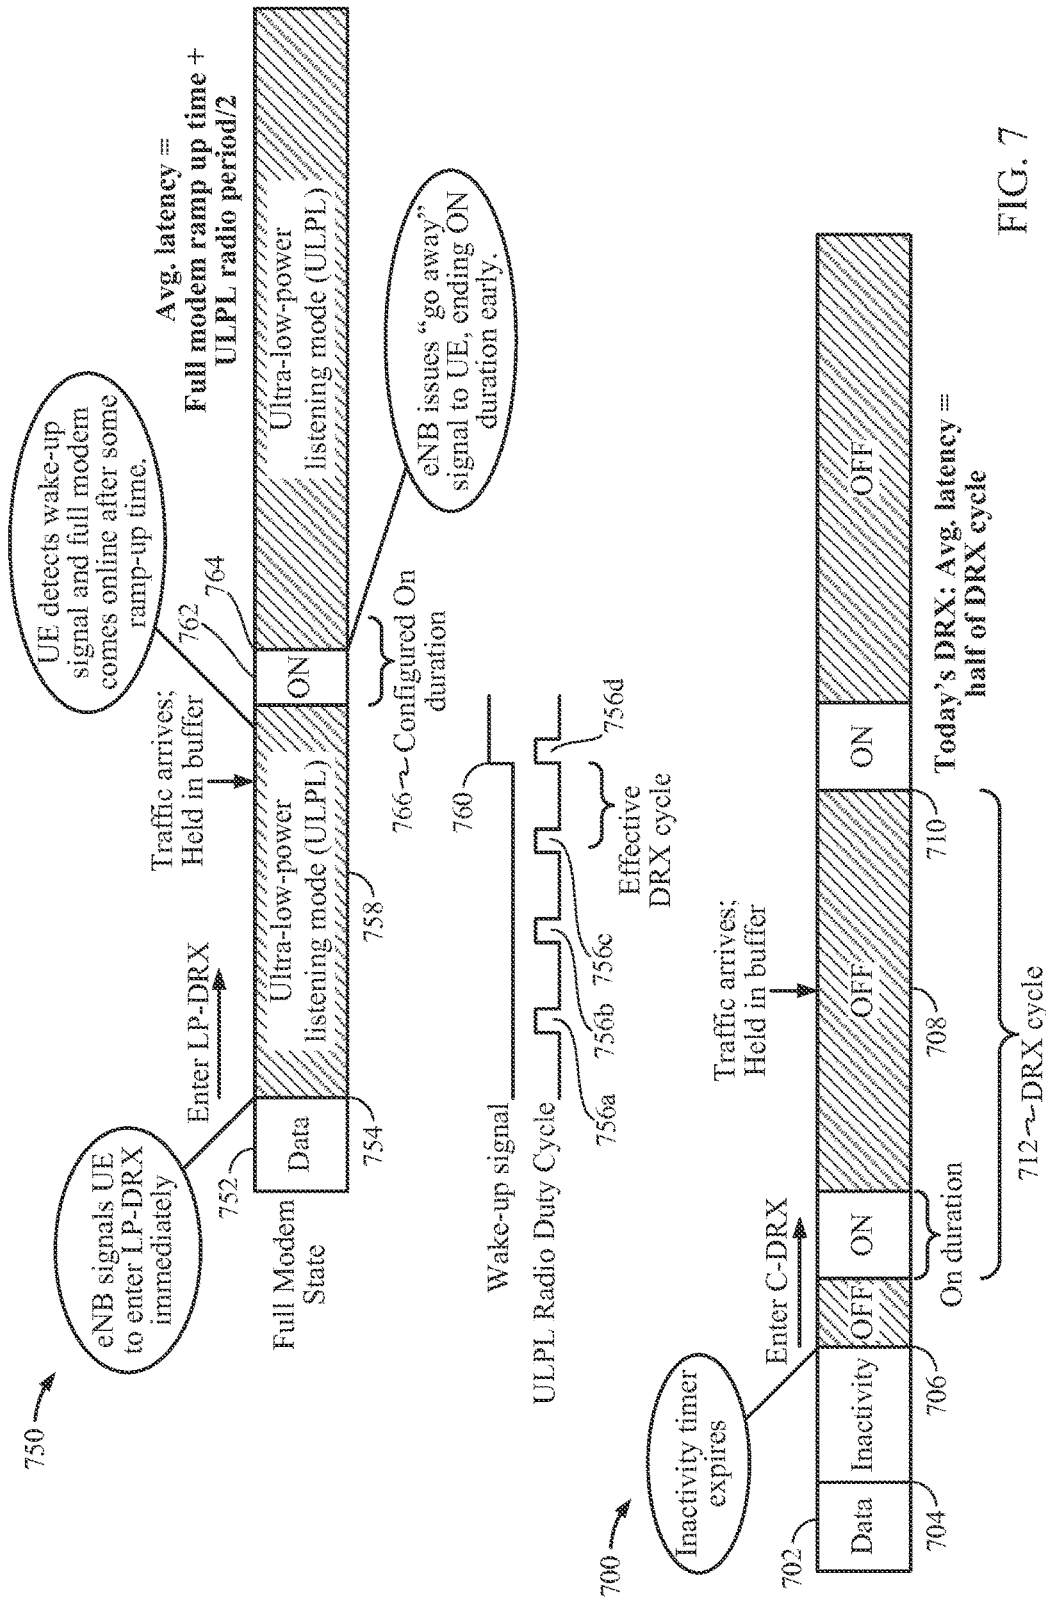 750
eNB signals UE
to enter LP-DRX
immediately
Enter LP-DRX
Traffic arrives;
Held in buffer
UE detects wake-up
signal and full modem
comes online after some
ramp-up time.
Avg. latency =
Full modem ramp up time +
ULPL radio period/2
752
762
764
Full Modem
State
Data
Ultra-low-power
listening mode (ULPL)
ON
Ultra-low-power
listening mode (ULPL)
754
758
766
Configured On
duration
eNB issues “go away”
signal to UE, ending ON
duration early.
Wake-up signal
760
ULPL Radio Duty Cycle
756a
756b
756c
756d
Effective
DRX cycle
700
Inactivity timer
expires
Enter C-DRX
Traffic arrives;
Held in buffer
702
Data
Inactivity
OFF
ON
OFF
ON
OFF
704
706
On duration
708
710
Today's DRX: Avg. latency =
half of DRX cycle
712
DRX cycle
FIG. 7